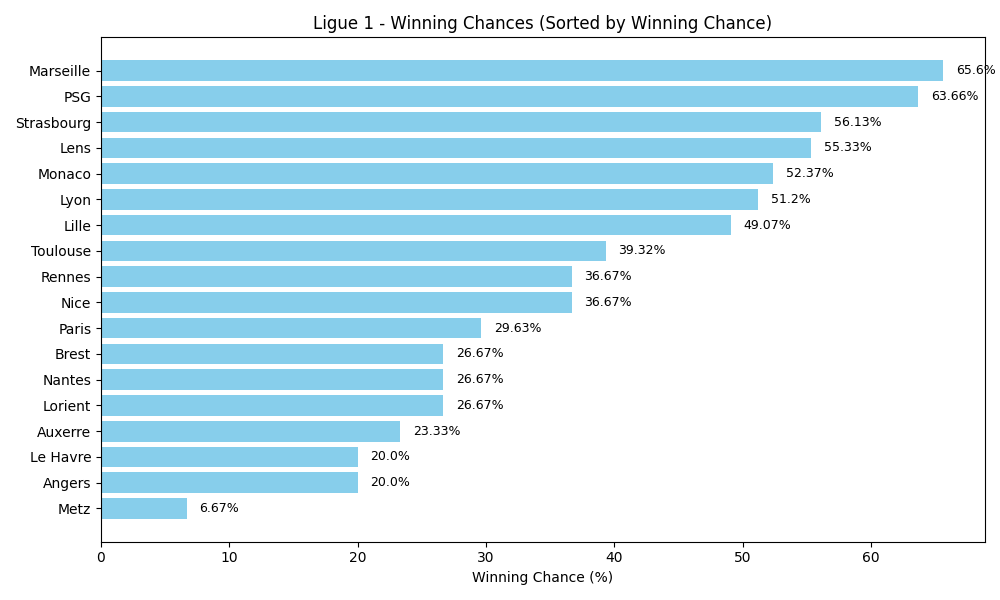 Ligue 1 - Winning Chances (Sorted by Winning Chance)
Marseille 65.6%
PSG 63.66%
Strasbourg 56.13%
Lens 55.33%
Monaco 52.37%
Lyon 51.2%
Lille 49.07%
Toulouse 39.32%
Rennes 36.67%
Nice 36.67%
Paris 29.63%
Brest 26.67%
Nantes 26.67%
Lorient 26.67%
Auxerre 23.33%
Le Havre 20.0%
Angers 20.0%
Metz 6.67%
0 10 20 30 40 50 60
Winning Chance (%)